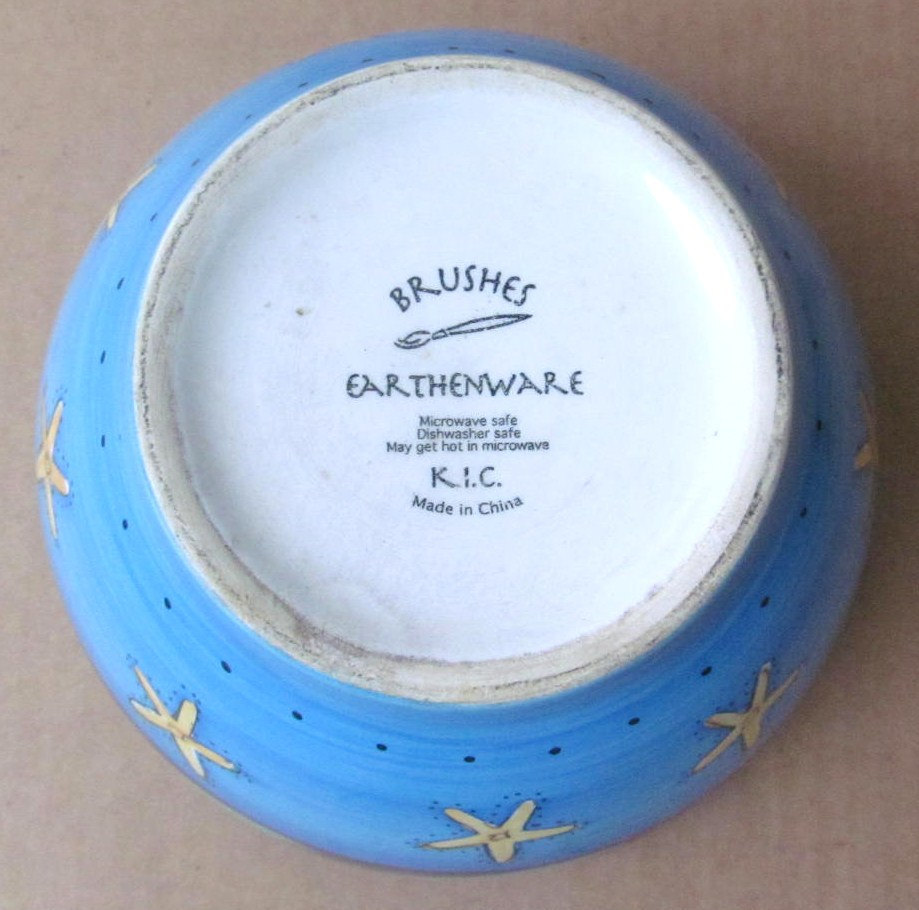 BRUSHES
EARTHENWARE
Microwave safe
Dishwasher safe
May get hot in microwave
K.I.C.
Made in China